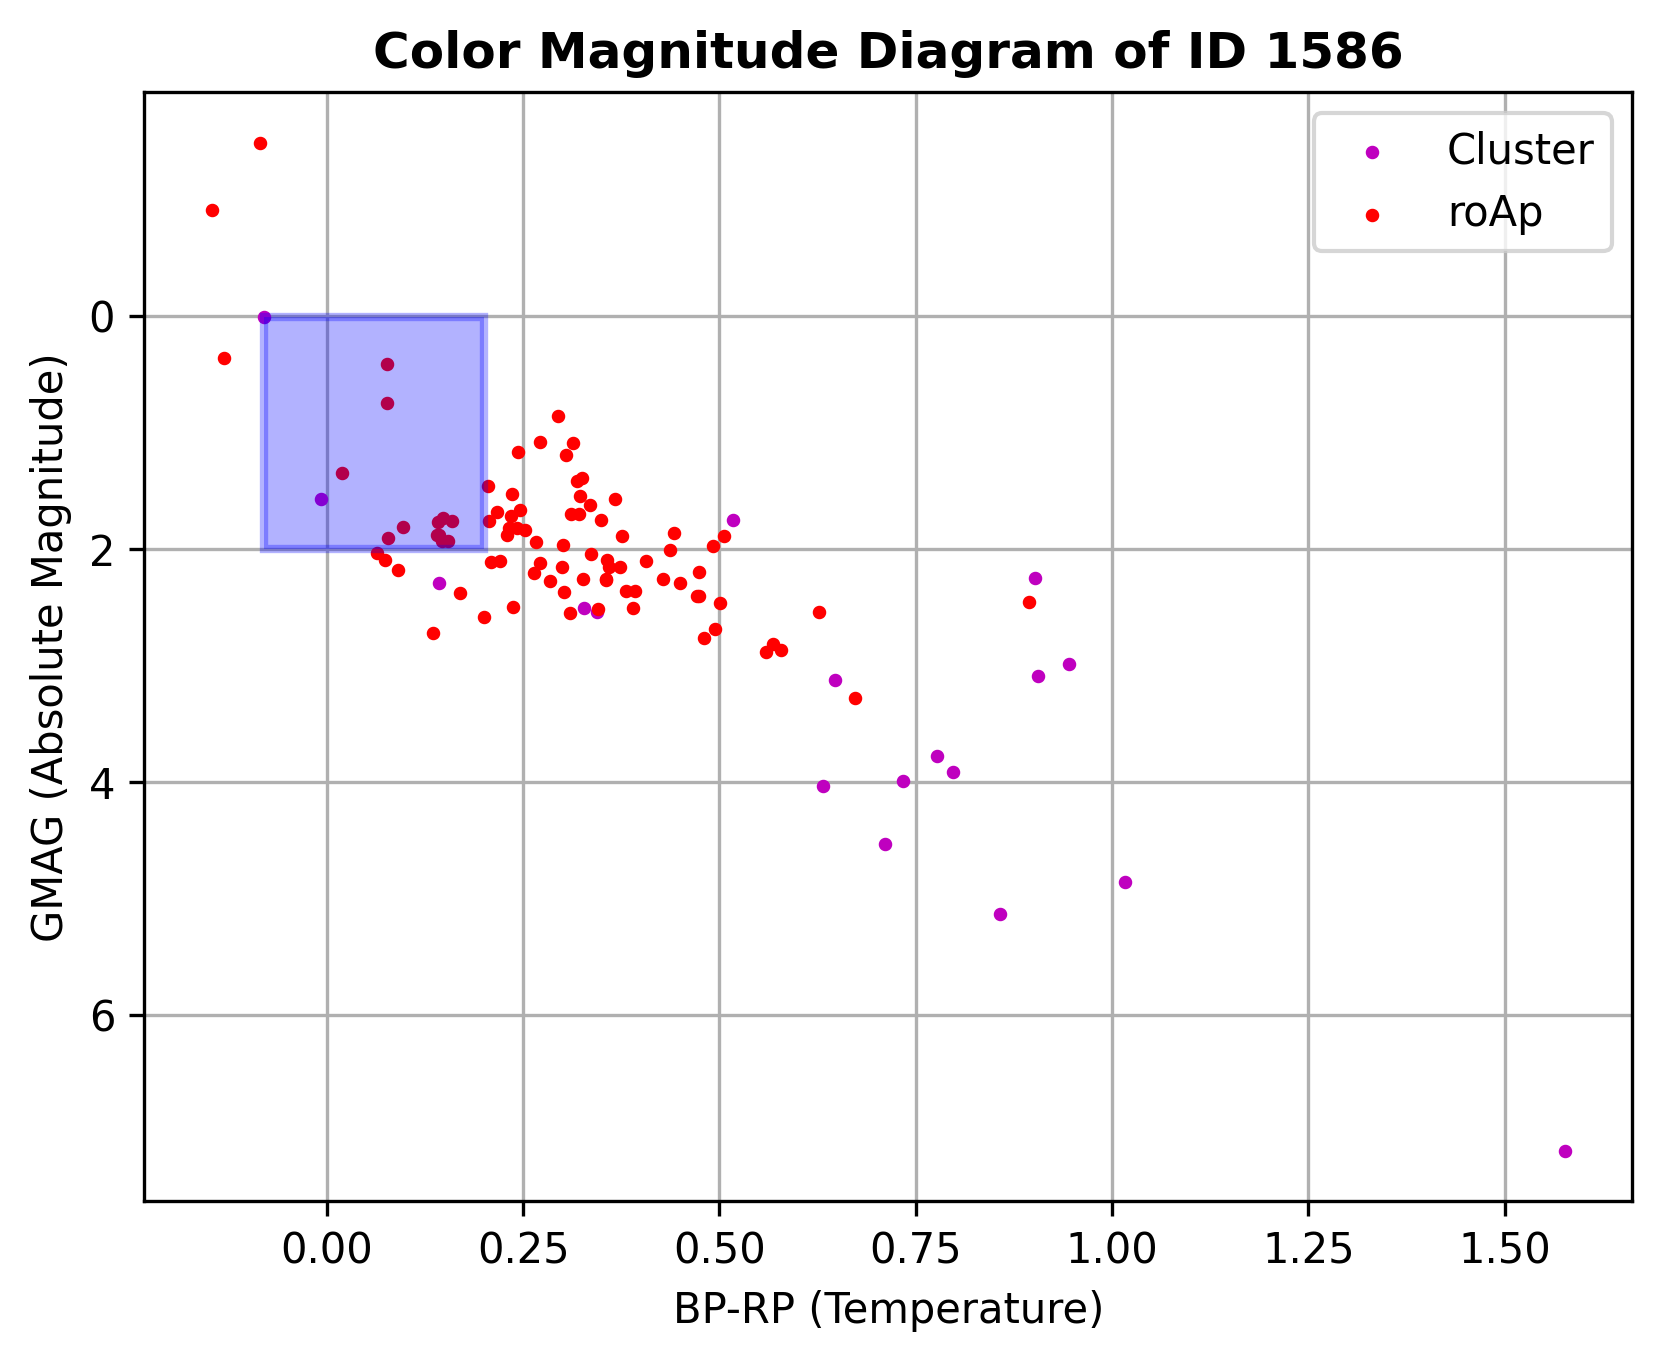 Color Magnitude Diagram of ID 1586
Cluster
roAp
GMAG (Absolute Magnitude)
0
2
4
6
0.00 0.25 0.50 0.75 1.00 1.25 1.50
BP-RP (Temperature)